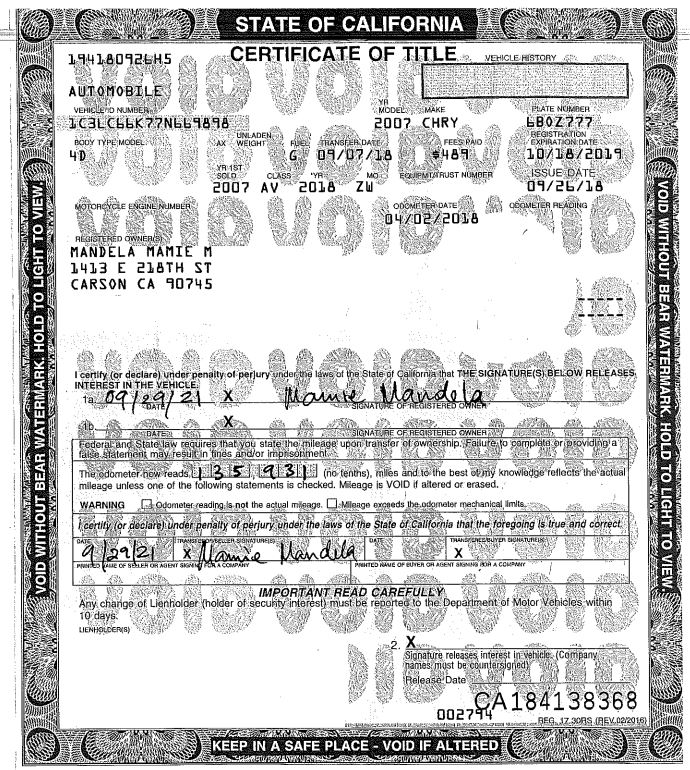 STATE OF CALIFORNIA
CERTIFICATE OF TITLE
19418092645
VEHICLE HISTORY
AUTOMOBILE
VEHICLE ID NUMBER YR MODEL MAKE PLATE NUMBER
1C3LC66K77N669898 2007 CHRY 6BOZ777
BODY TYPE MODEL AX UNLADEN WEIGHT FUEL TRANSFER DATE FEES PAID REGISTRATION EXPIRATION DATE
4D G 09/07/18 $489 10/18/2019
YR 1ST SOLD CLASS *YR MO EQUIPMT/TRUST NUMBER ISSUE DATE
2007 AV 2018 ZW 09/26/18
MOTORCYCLE ENGINE NUMBER ODOMETER DATE ODOMETER READING
04/02/2018
REGISTERED OWNER(S)
MANDELA MAMIE M
1413 E 218TH ST
CARSON CA 90745
I certify (or declare) under penalty of perjury under the laws of the State of California that THE SIGNATURE(S) BELOW RELEASES
INTEREST IN THE VEHICLE.
1a. 09/29/21 X Mamie Mandela
DATE SIGNATURE OF REGISTERED OWNER
1b. X
DATE SIGNATURE OF REGISTERED OWNER
Federal and State law requires that you state the mileage upon transfer of ownership. Failure to complete or providing a
false statement may result in fines and/or imprisonment.
The odometer now reads 135,931 (no tenths), miles and to the best of my knowledge reflects the actual
mileage unless one of the following statements is checked. Mileage is VOID if altered or erased.
WARNING Odometer reading is not the actual mileage. Mileage exceeds the odometer mechanical limits.
I certify (or declare) under penalty of perjury under the laws of the State of California that the foregoing is true and correct.
DATE TRANSFEROR/SELLER SIGNATURE(S) DATE TRANSFEREE/BUYER SIGNATURE(S)
9/29/21 X Mamie Mandela X
PRINTED NAME OF SELLER OR AGENT SIGNING FOR A COMPANY PRINTED NAME OF BUYER OR AGENT SIGNING FOR A COMPANY
IMPORTANT READ CAREFULLY
Any change of Lienholder (holder of security interest) must be reported to the Department of Motor Vehicles within
10 days.
LIENHOLDER(S)
2. X
Signature releases interest in vehicle. (Company
names must be countersigned)
Release Date
CA184138368
002794
REG. 17.30RS (REV.02/2016)
KEEP IN A SAFE PLACE - VOID IF ALTERED
VOID WITHOUT BEAR WATERMARK. HOLD TO LIGHT TO VIEW.
VOID WITHOUT BEAR WATERMARK. HOLD TO LIGHT TO VIEW.
VOID VOID VOID VOID